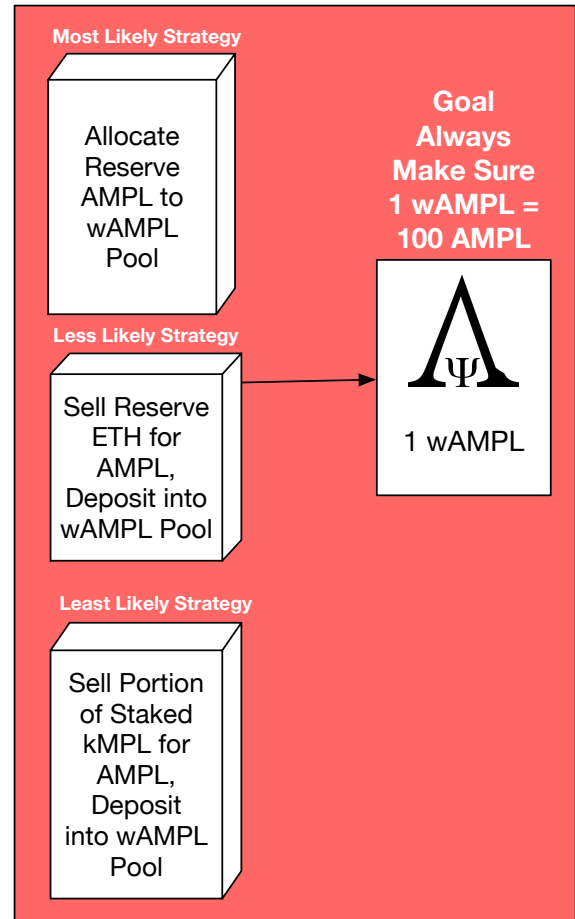 Most Likely Strategy
Allocate
Reserve
AMPL to
wAMPL
Pool
Goal
Always
Make Sure
1 wAMPL =
100 AMPL
Less Likely Strategy
Sell Reserve
ETH for
AMPL,
Deposit into
wAMPL Pool
Ψ
1 wAMPL
Least Likely Strategy
Sell Portion
of Staked
kMPL for
AMPL,
Deposit
into wAMPL
Pool